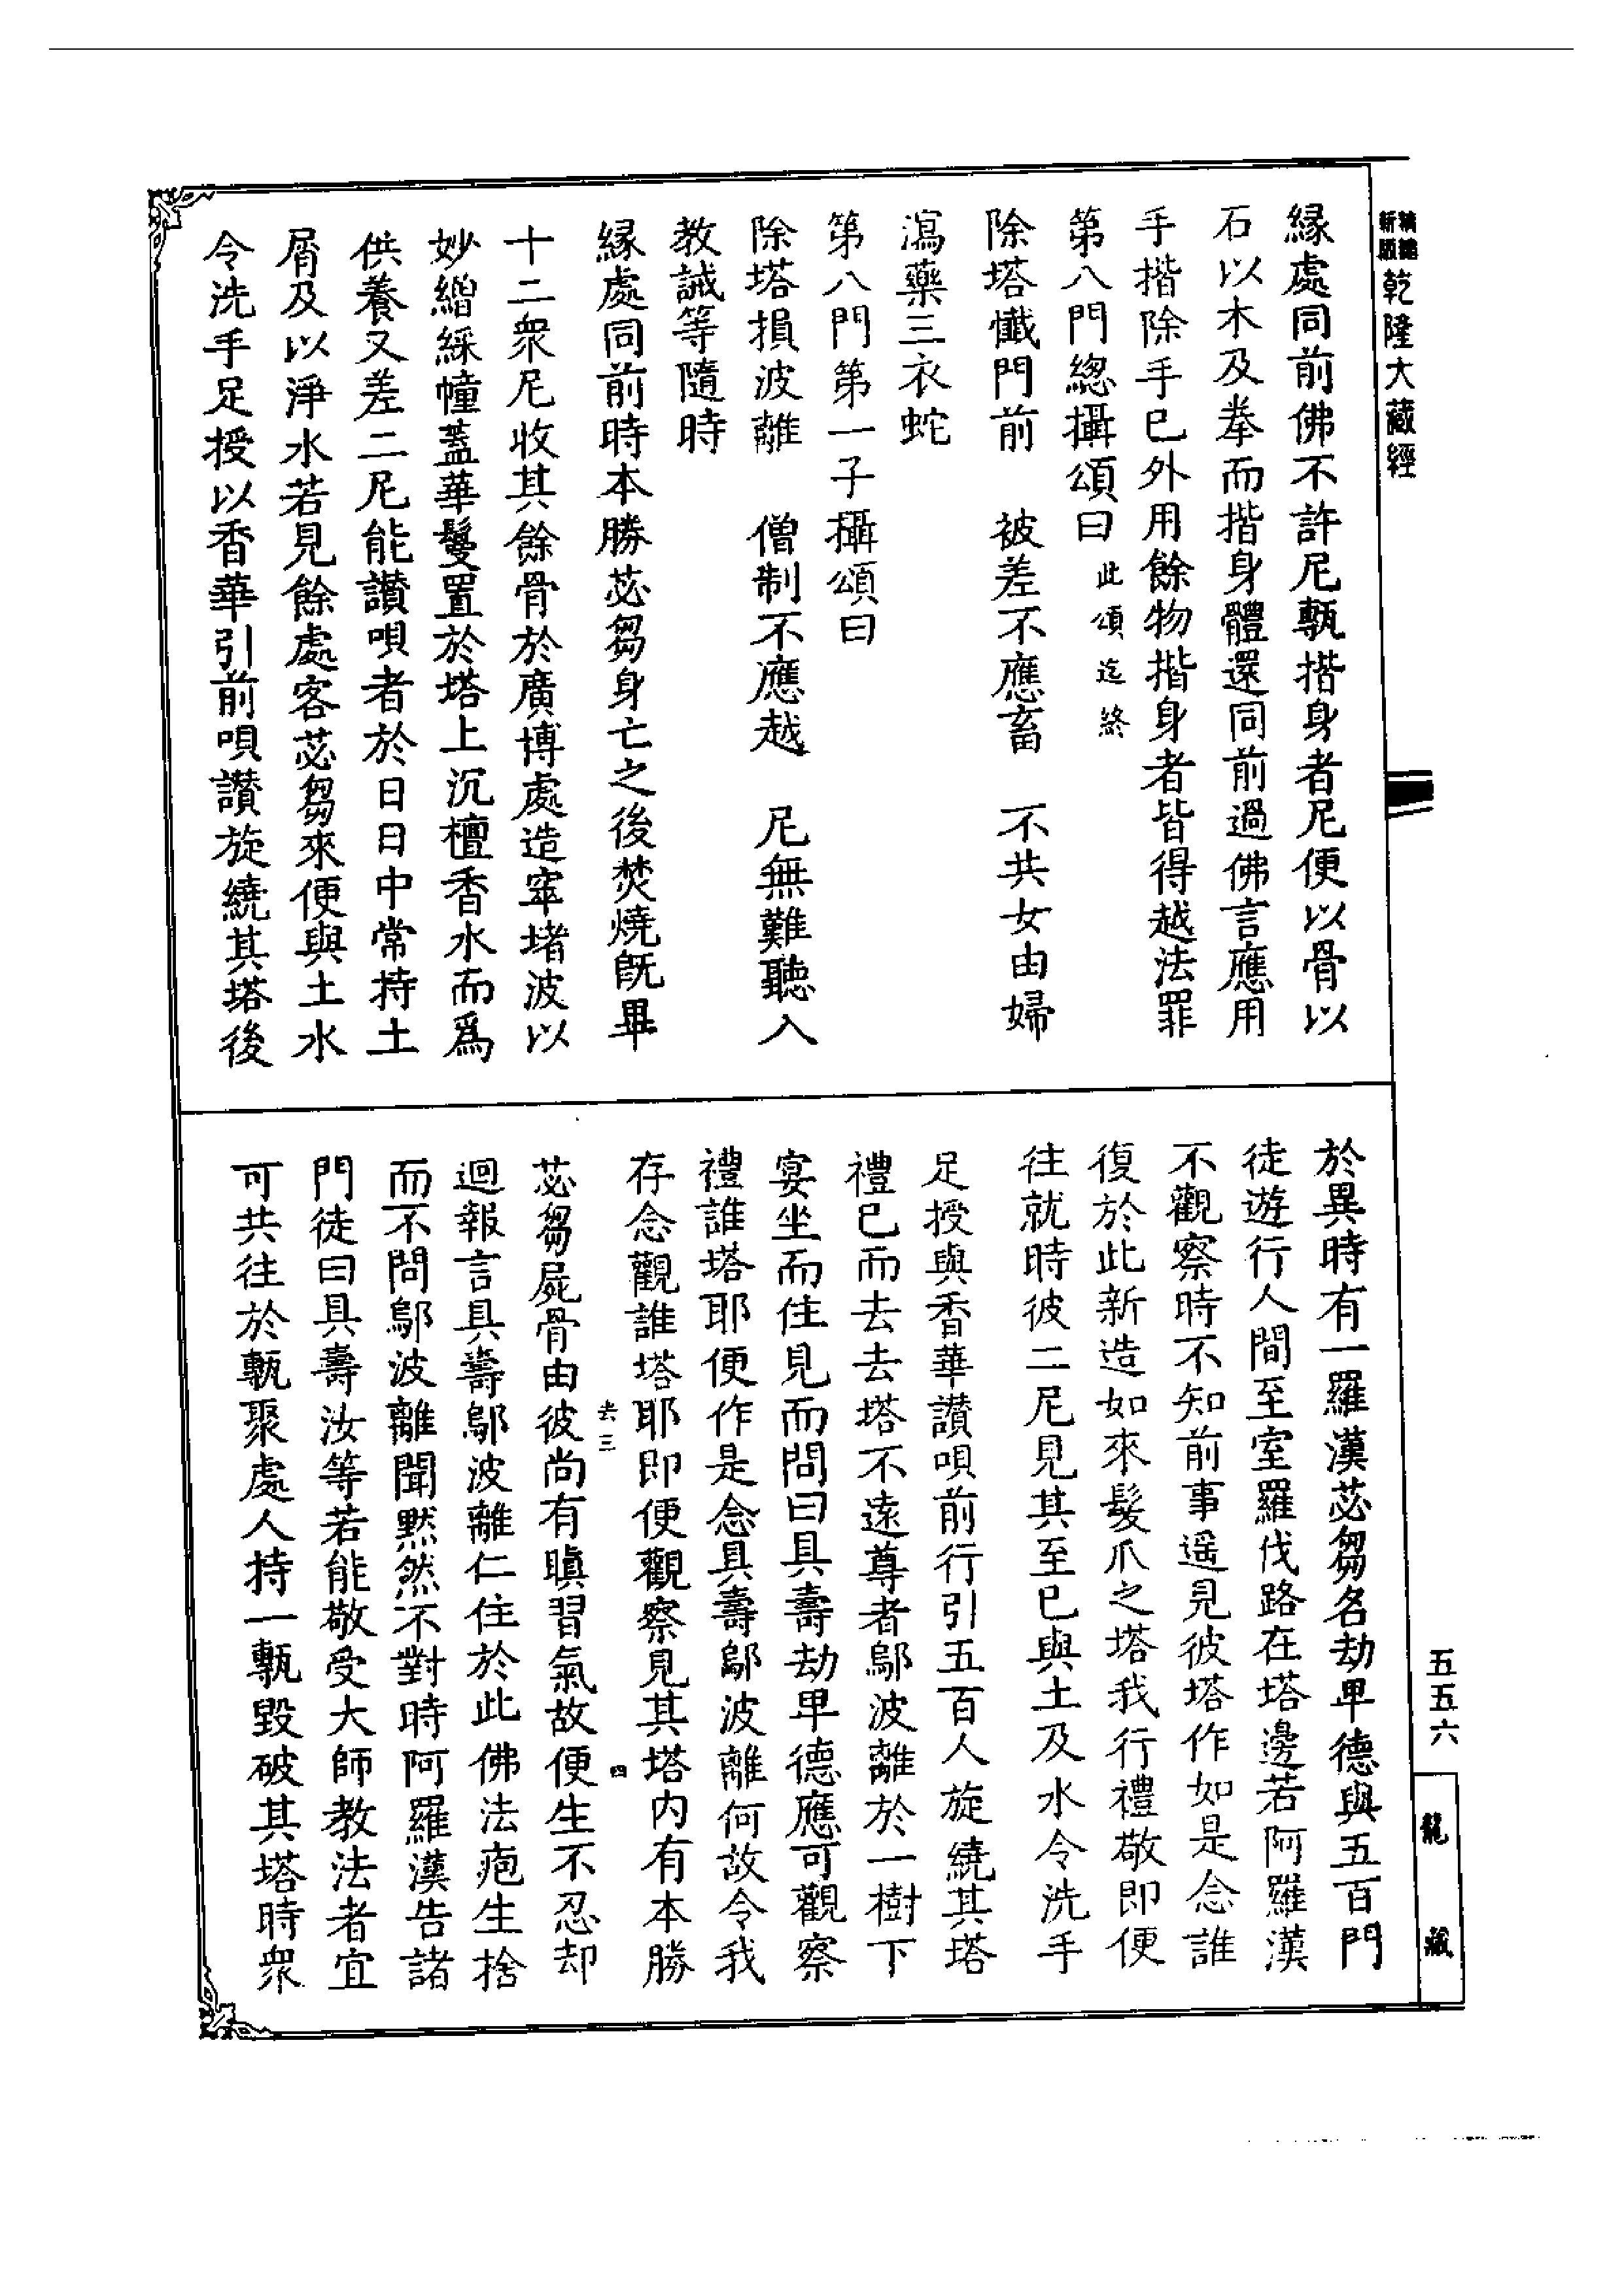 新版
精縮
乾隆大藏經
緣處同前佛不許尼甎揩身者尼便以骨以
石以木及拳而揩身體還同前過佛言應用
手揩除手已外用餘物揩身者皆得越法罪
第八門總攝頌曰此頌迄終
除塔懺門前　被差不應畜　不共女由婦
瀉藥三衣蛇
第八門第一子攝頌曰
除塔損波離　僧制不應越　尼無難聽入
教誡等隨時
緣處同前時本勝苾芻身亡之後焚燒旣畢
十二衆尼收其餘骨於廣博處造窣堵波以
妙繒綵幢蓋華鬘置於塔上沉檀香水而爲
供養又差二尼能讚唄者於日日中常持土
屑及以淨水若見餘處客苾芻來便與土水
令洗手足授以香華引前唄讚旋繞其塔後
於異時有一羅漢苾芻名劫卑德與五百門
徒遊行人間至室羅伐路在塔邊若阿羅漢
不觀察時不知前事遥見彼塔作如是念誰
復於此新造如來髮爪之塔我行禮敬即便
往就時彼二尼見其至已與土及水令洗手
足授與香華讚唄前行引五百人旋繞其塔
禮已而去去塔不遠尊者鄔波離於一樹下
宴坐而住見而問曰具壽劫卑德應可觀察
禮誰塔耶便作是念具壽鄔波離何故令我
存念觀誰塔耶即便觀察見其塔内有本勝
苾芻屍骨由彼尚有瞋習氣故便生不忍却
迴報言具壽鄔波離仁住於此佛法疱生捨
而不問鄔波離聞默然不對時阿羅漢告諸
門徒曰具壽汝等若能敬受大師教法者宜
可共往於甎聚處人持一甎毀破其塔時衆
五五六
龍藏